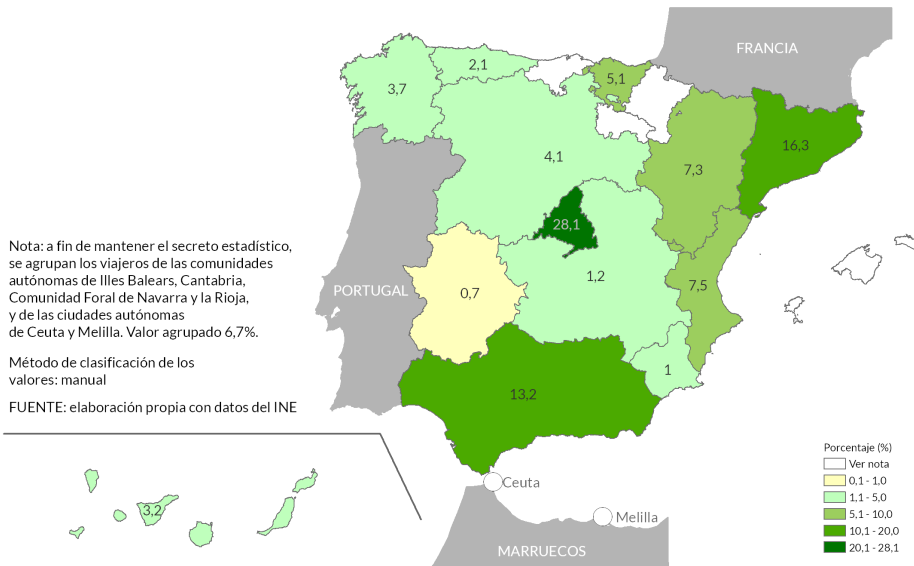 FRANCIA
2,1
5,1
3,7
16,3
4,1
7,3
28,1
Nota: a fin de mantener el secreto estadístico,
se agrupan los viajeros de las comunidades
autónomas de Illes Balears, Cantabria,
Comunidad Foral de Navarra y la Rioja,
y de las ciudades autónomas
de Ceuta y Melilla. Valor agrupado 6,7%.
PORTUGAL
0,7
1,2
7,5
Método de clasificación de los
valores: manual
1
13,2
FUENTE: elaboración propia con datos del INE
Porcentaje (%)
Ver nota
0,1 - 1,0
1,1 - 5,0
5,1 - 10,0
10,1 - 20,0
20,1 - 28,1
Ceuta
3,2
Melilla
MARRUECOS